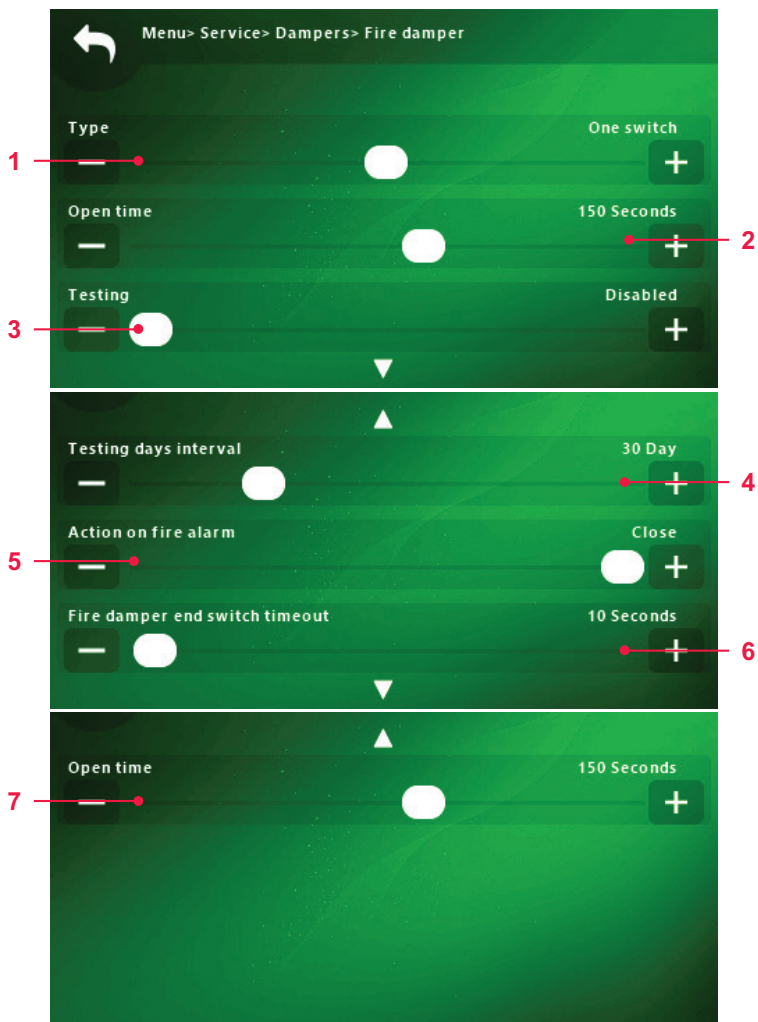 Menu> Service> Dampers> Fire damper
Type One switch
1
Open time 150 Seconds
2
Testing Disabled
3
Testing days interval 30 Day
4
Action on fire alarm Close
5
Fire damper end switch timeout 10 Seconds
6
Open time 150 Seconds
7